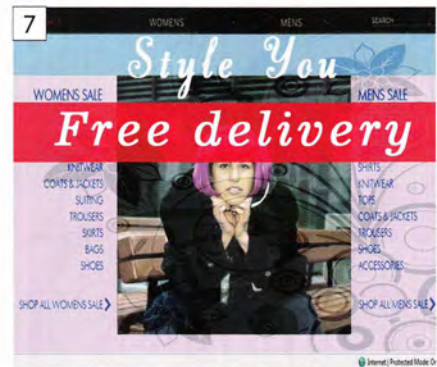 7
WOMENS MENS SEARCH
Style You
WOMENS SALE
MENS SALE
Free delivery
KNITWEAR
COATS & JACKETS
SUITING
TROUSERS
SKIRTS
BAGS
SHOES
SHOP ALL WOMENS SALE
SHIRTS
KNITWEAR
TOPS
COATS & JACKETS
TROUSERS
SHOES
ACCESSORIES
SHOP ALL MENS SALE
Internet | Protected Mode: On